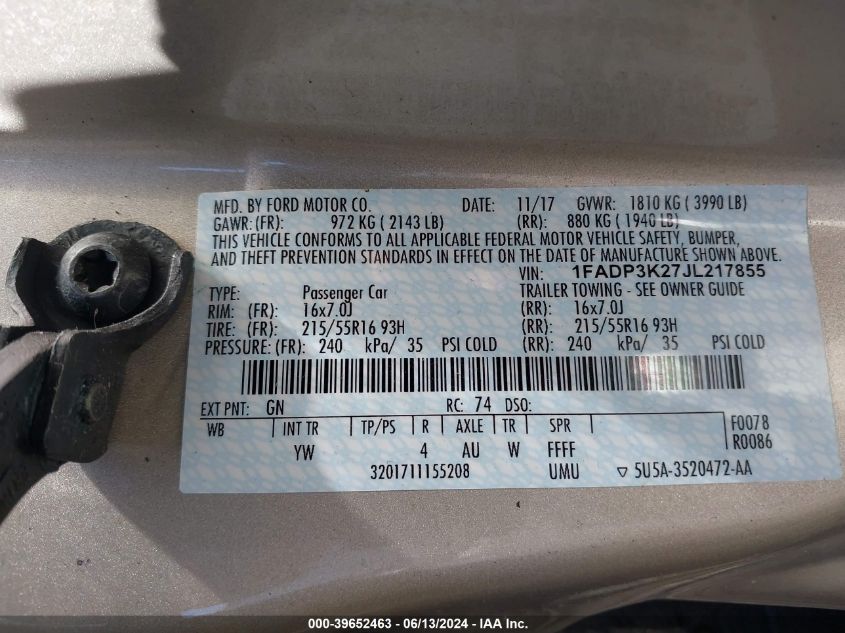 MFD. BY FORD MOTOR CO. DATE: 11/17 GVWR: 1810 KG ( 3990 LB)
GAWR: (FR): 972 KG ( 2143 LB) (RR): 880 KG ( 1940 LB)
THIS VEHICLE CONFORMS TO ALL APPLICABLE FEDERAL MOTOR VEHICLE SAFETY, BUMPER,
AND THEFT PREVENTION STANDARDS IN EFFECT ON THE DATE OF MANUFACTURE SHOWN ABOVE.
VIN: 1FADP3K27JL217855
TYPE: Passenger Car TRAILER TOWING - SEE OWNER GUIDE
RIM: (FR) 16x7.0J (RR): 16x7.0J
TIRE: (FR): 215/55R16 93H (RR): 215/55R16 93H
PRESSURE: (FR): 240 kPa/ 35 PSI COLD (RR): 240 kPa/ 35 PSI COLD
EXT PNT: GN RC: 74 DSO:
WB INT TR TP/PS R AXLE TR SPR F0078
YW 4 AU W FFFF R0086
3201711155208 UMU ▽ 5U5A-3520472-AA
000-39652463 - 06/13/2024 - IAA Inc.